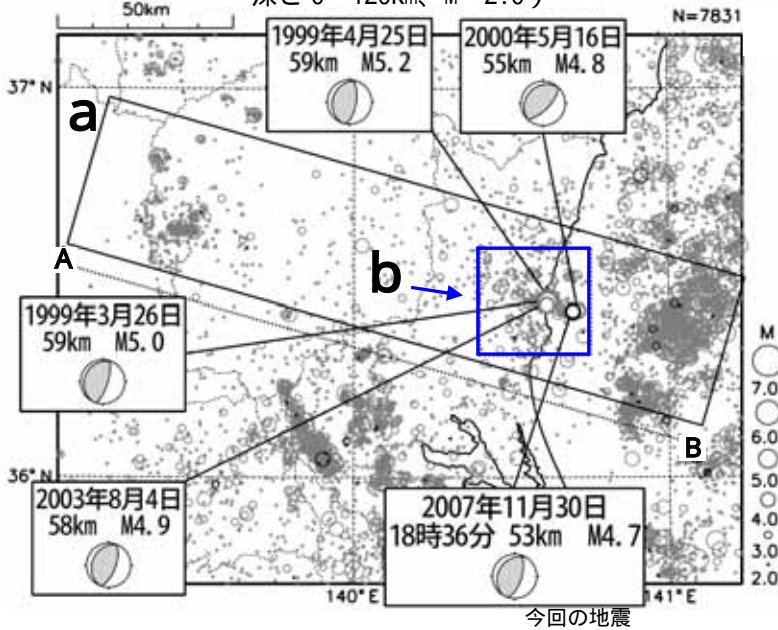 50km
深さ0～120km、M≧2.0）
N=7831
1999年4月25日
59km M5.2
2000年5月16日
55km M4.8
37°N
a
A
b
1999年3月26日
59km M5.0
M
7.0
6.0
B
5.0
36°N
2003年8月4日
58km M4.9
2007年11月30日
18時36分 53km M4.7
4.0
3.0
2.0
140°E
141°E
今回の地震